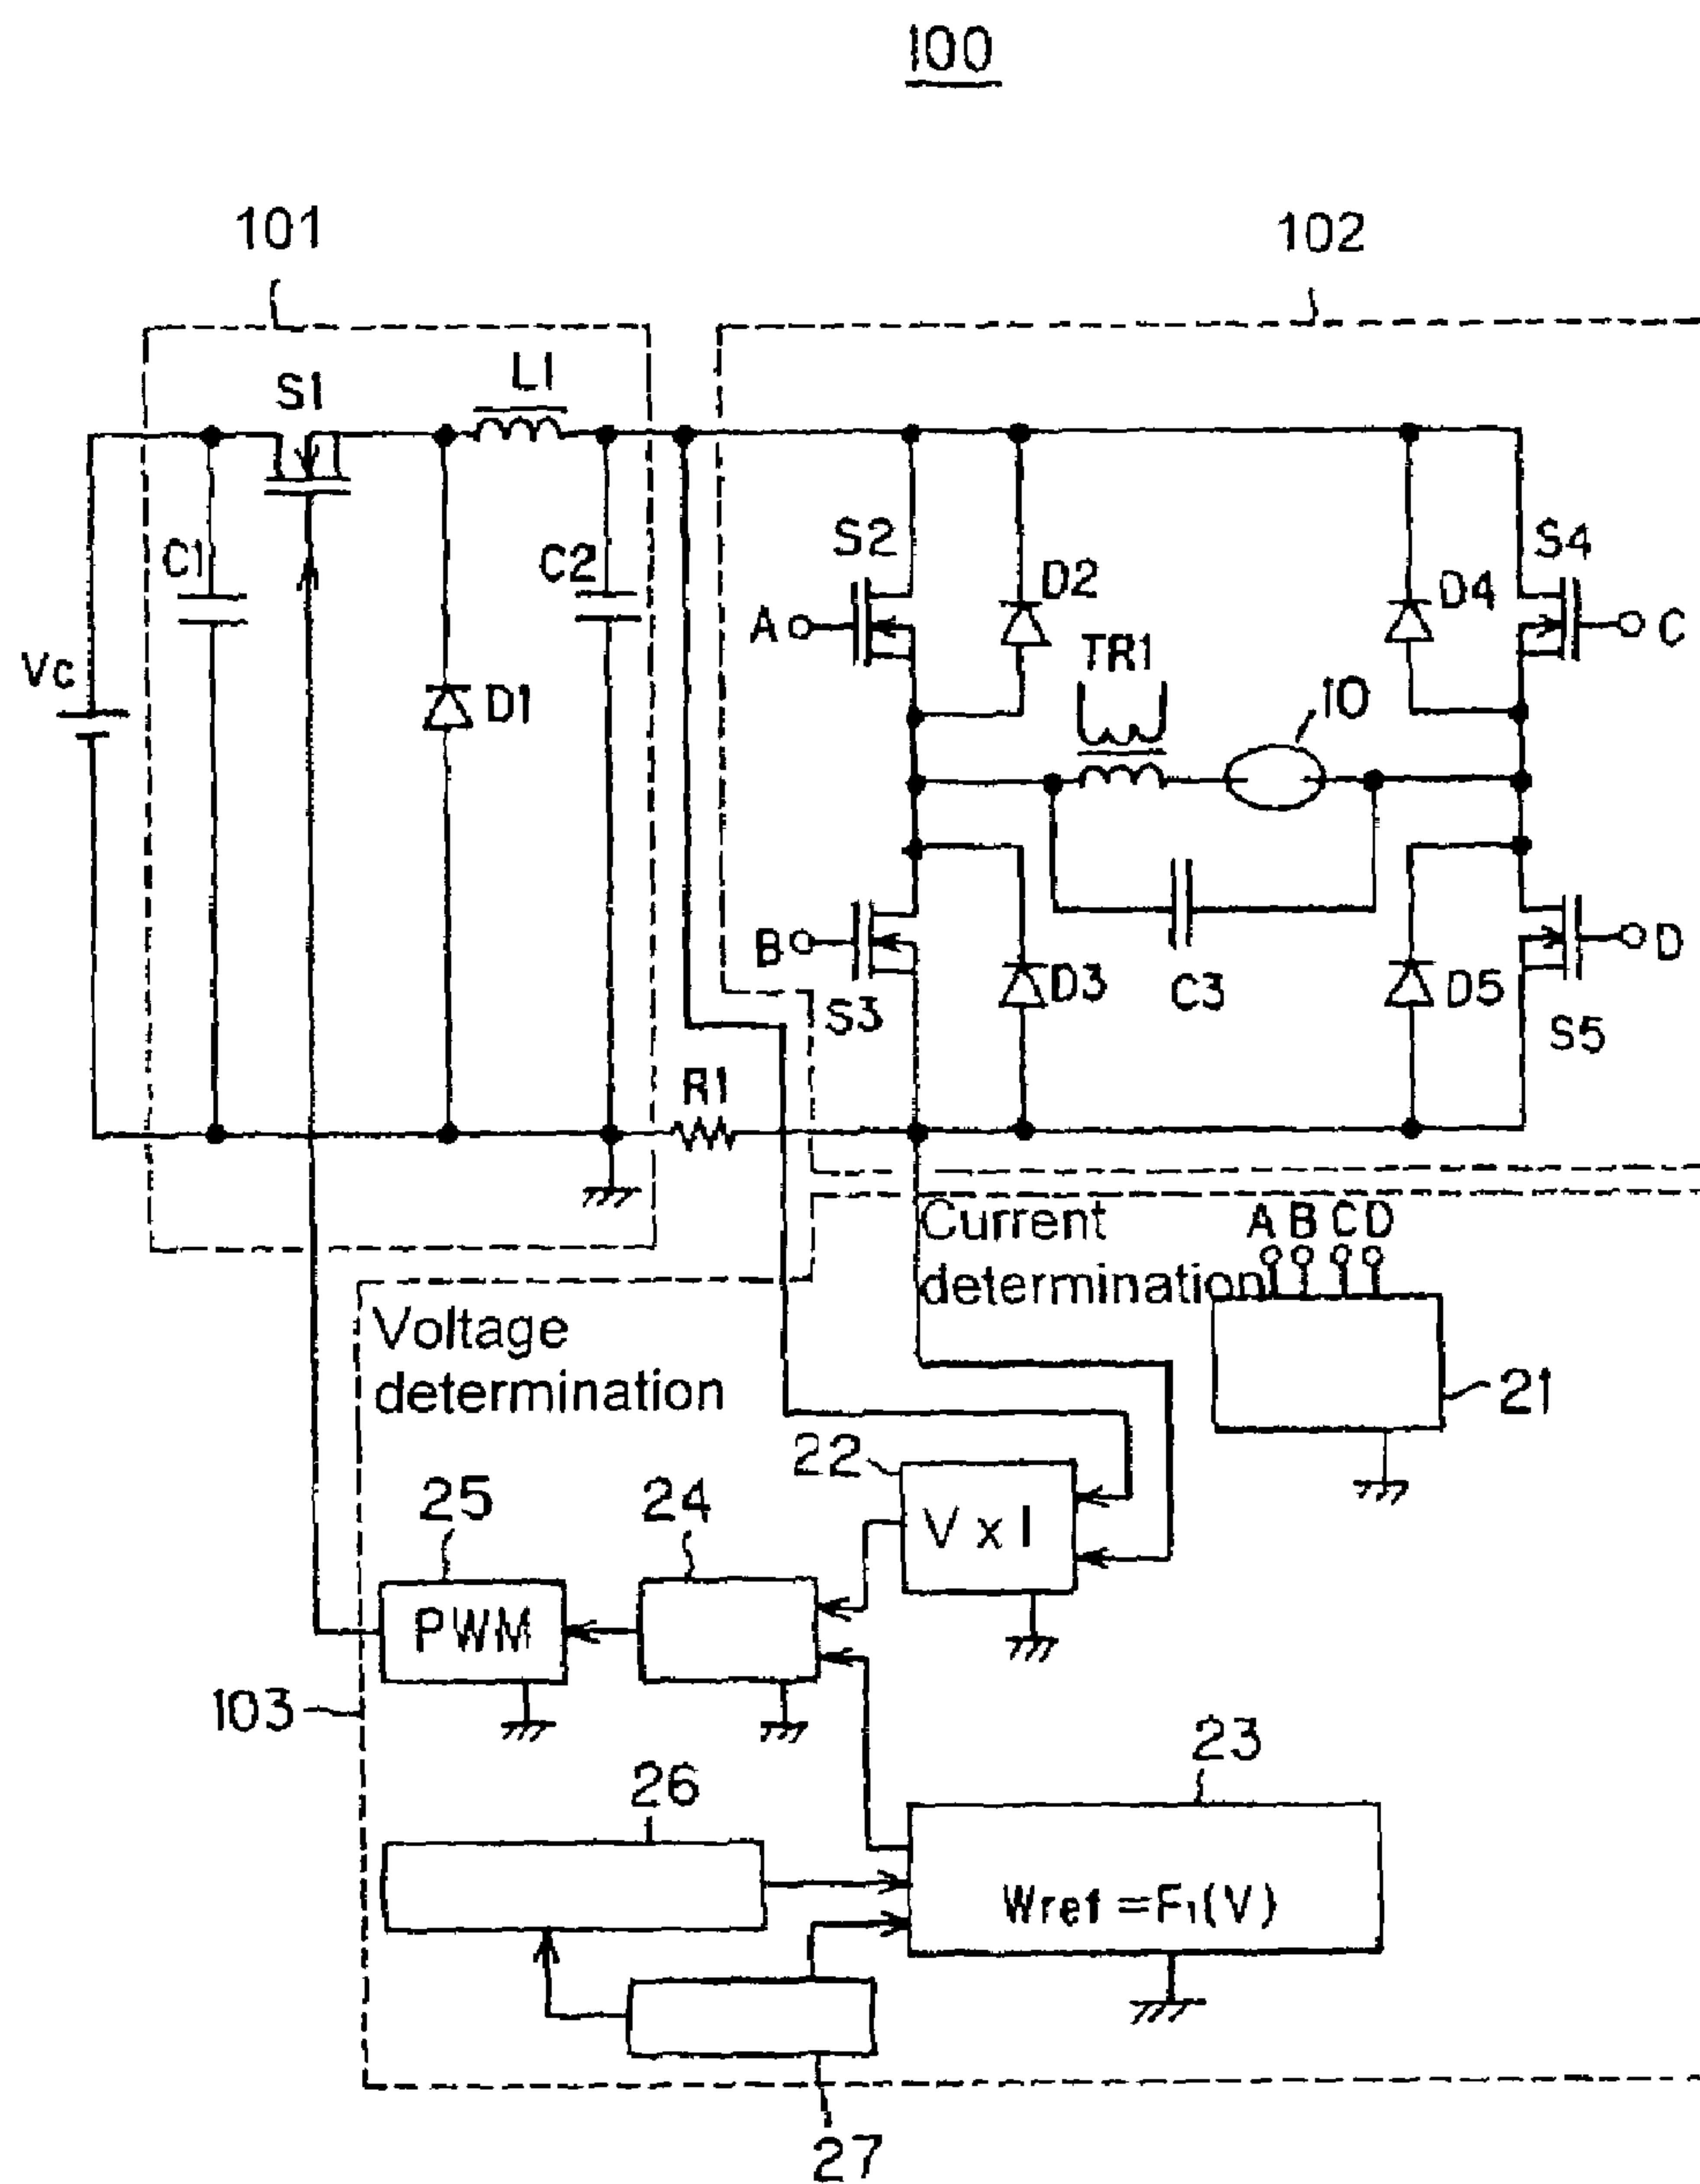 100
101
102
S1
L1
C1
C2
S2
D2
D4
S4
A
C
TR1
10
Vc
D1
B
S3
D3
C3
D5
D
S5
R1
Current
determination
A B C D
Voltage
determination
21
22
V x I
25
24
PWM
103
23
26
Wref = F1(V)
27